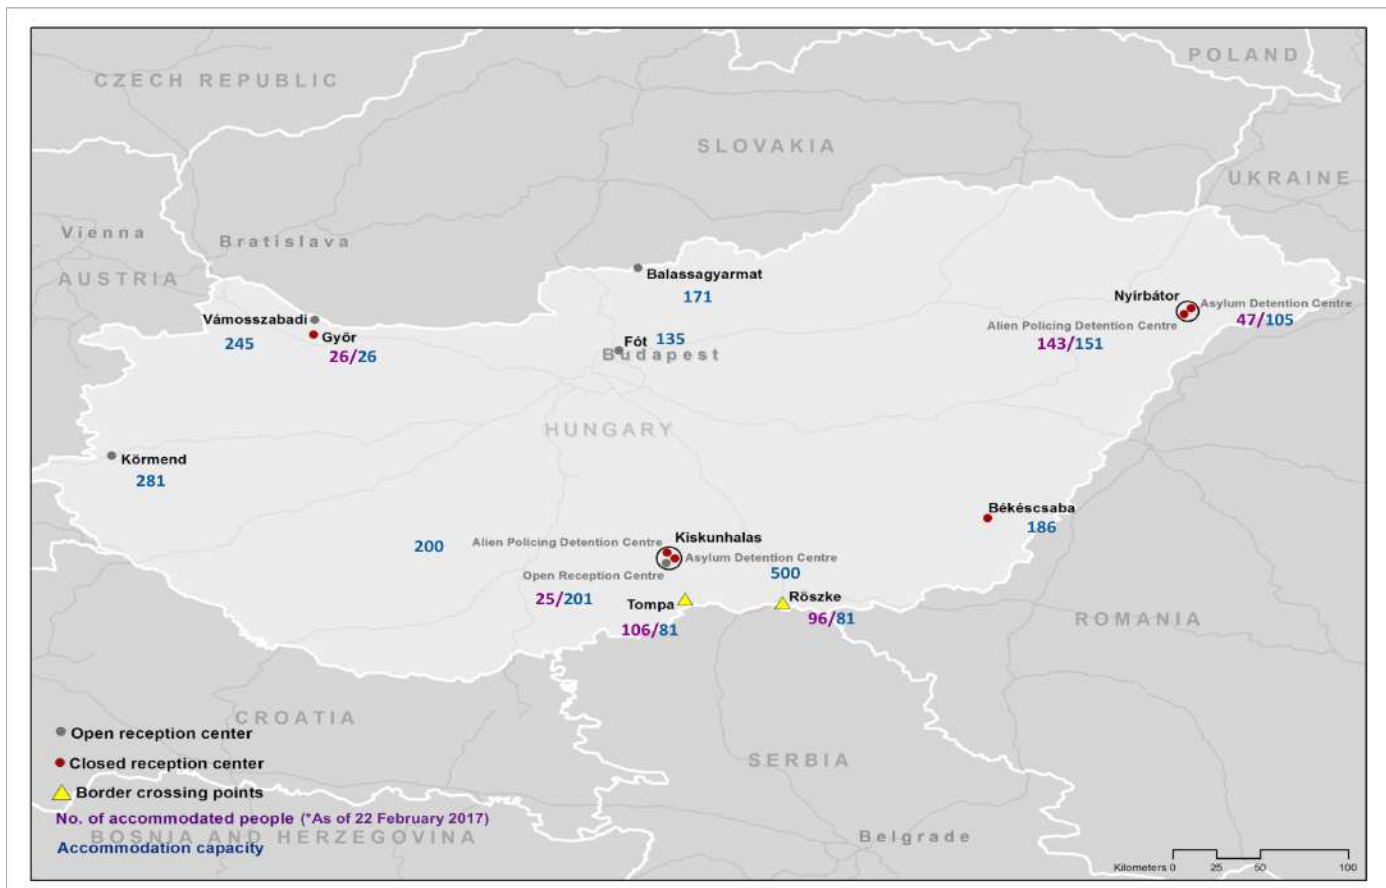 POLAND
CZECH REPUBLIC
SLOVAKIA
UKRAINE
Vienna
Bratislava
AUSTRIA
Balassagyarmat
171
Nyírbátor
Asylum Detention Centre
47/105
Alien Policing Detention Centre
143/151
Vámosszabadi
245
Győr
26/26
Fót
135
Budapest
HUNGARY
Körmend
281
Békéscsaba
186
200
Kiskunhalas
Alien Policing Detention Centre
Asylum Detention Centre
500
Open Reception Centre
25/201
Tompa
106/81
Röszke
96/81
ROMANIA
CROATIA
SERBIA
BOSNIA AND HERZEGOVINA
Belgrade
Open reception center
Closed reception center
Border crossing points
No. of accommodated people (*As of 22 February 2017)
Accommodation capacity
Kilometers 0 25 50 100